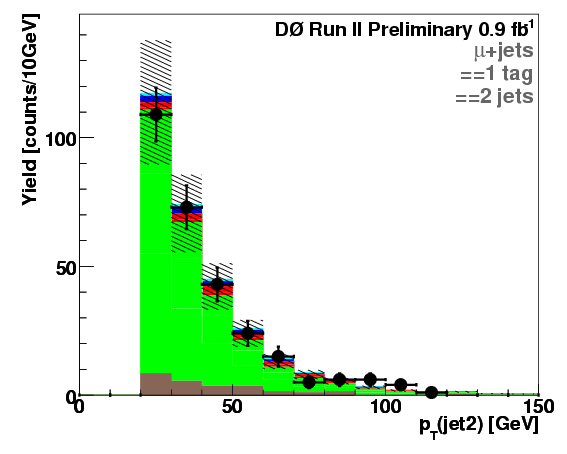 DØ Run II Preliminary 0.9 fb⁻¹
μ+jets
==1 tag
==2 jets
Yield [counts/10GeV]
100
50
0
0 50 100 150
p_T(jet2) [GeV]